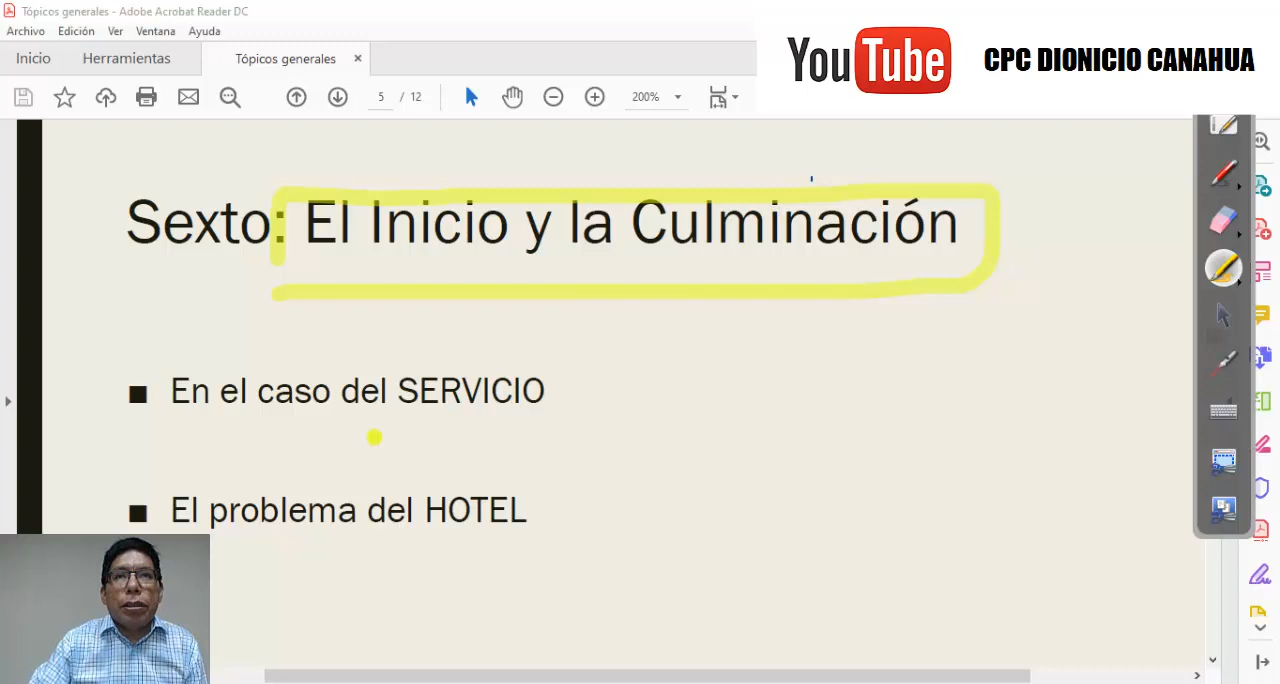 Tópicos generales - Adobe Acrobat Reader DC
Archivo Edición Ver Ventana Ayuda
Inicio Herramientas Tópicos generales ×
5 / 12 200%
YouTube CPC DIONICIO CANAHUA
Sexto: El Inicio y la Culminación
■ En el caso del SERVICIO
■ El problema del HOTEL